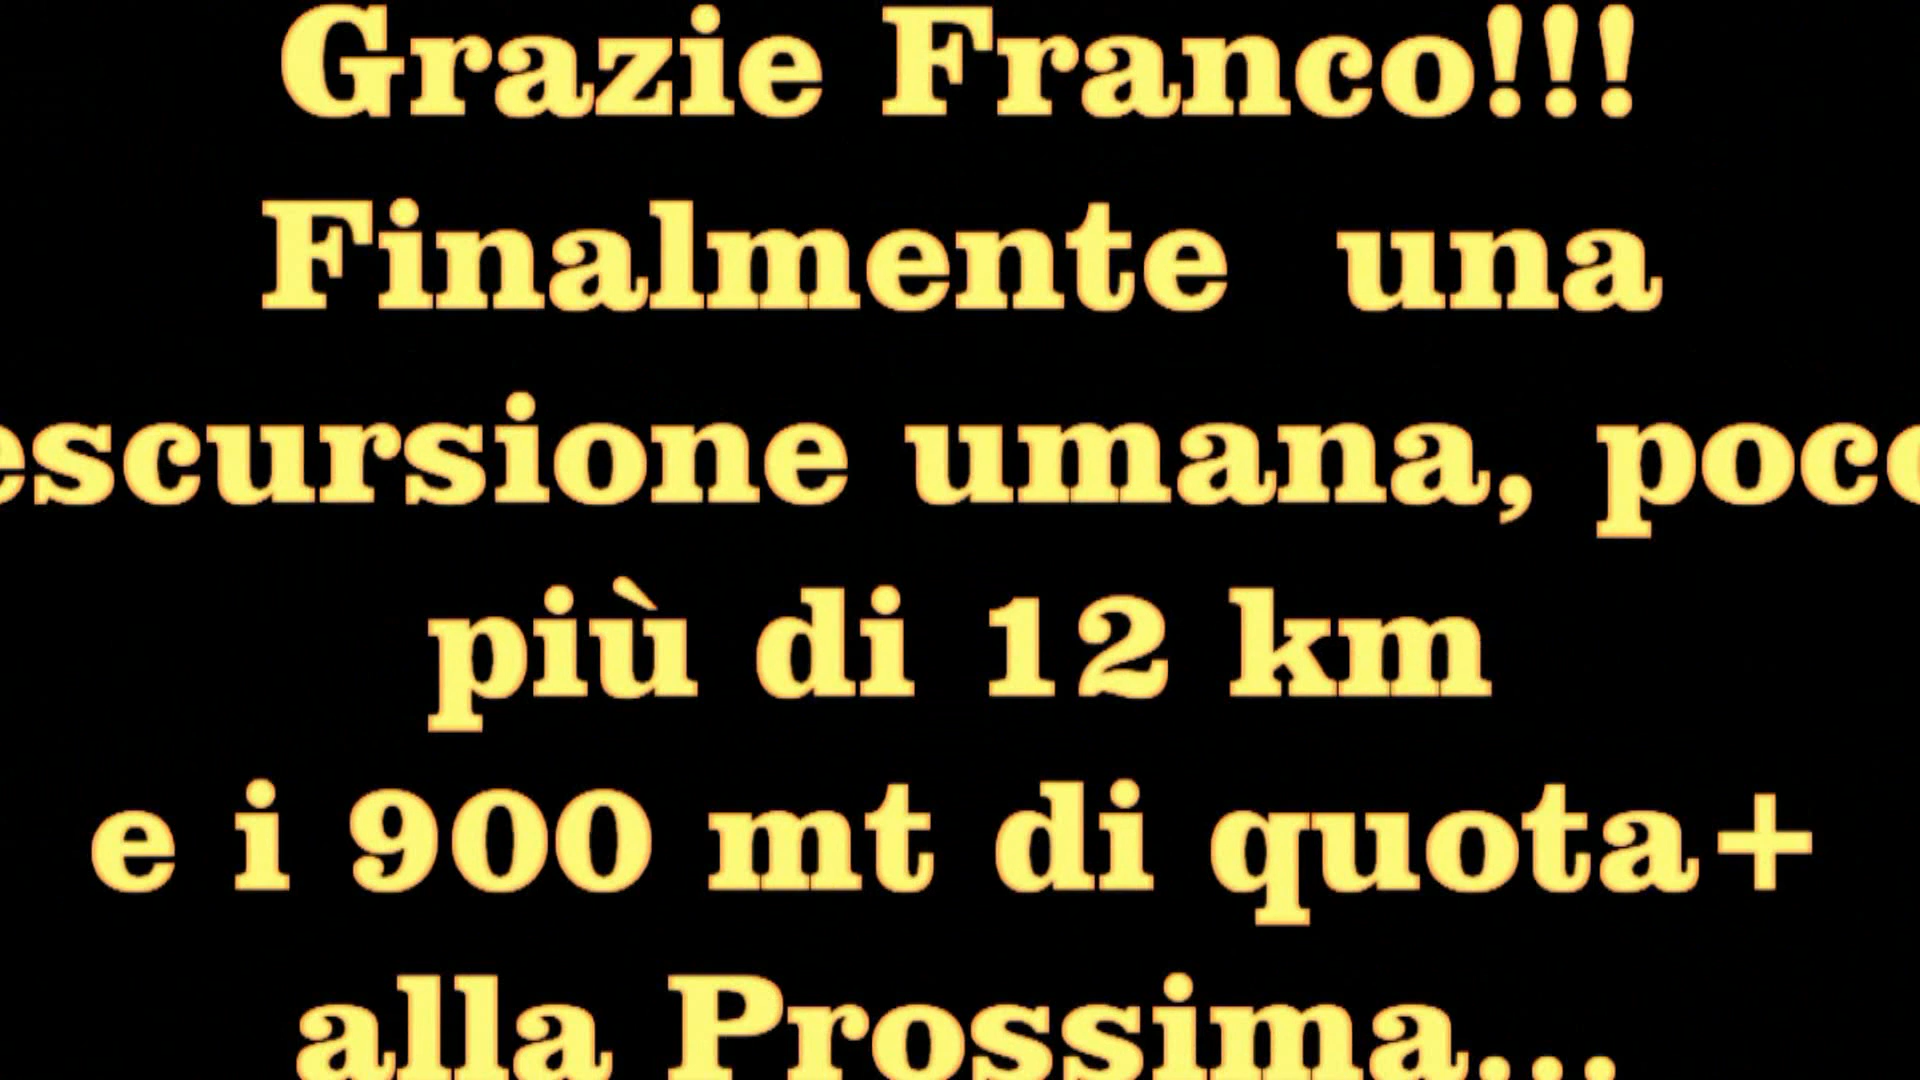 Grazie Franco!!!
Finalmente una
escursione umana, poco
più di 12 km
e i 900 mt di quota+
alla Prossima...